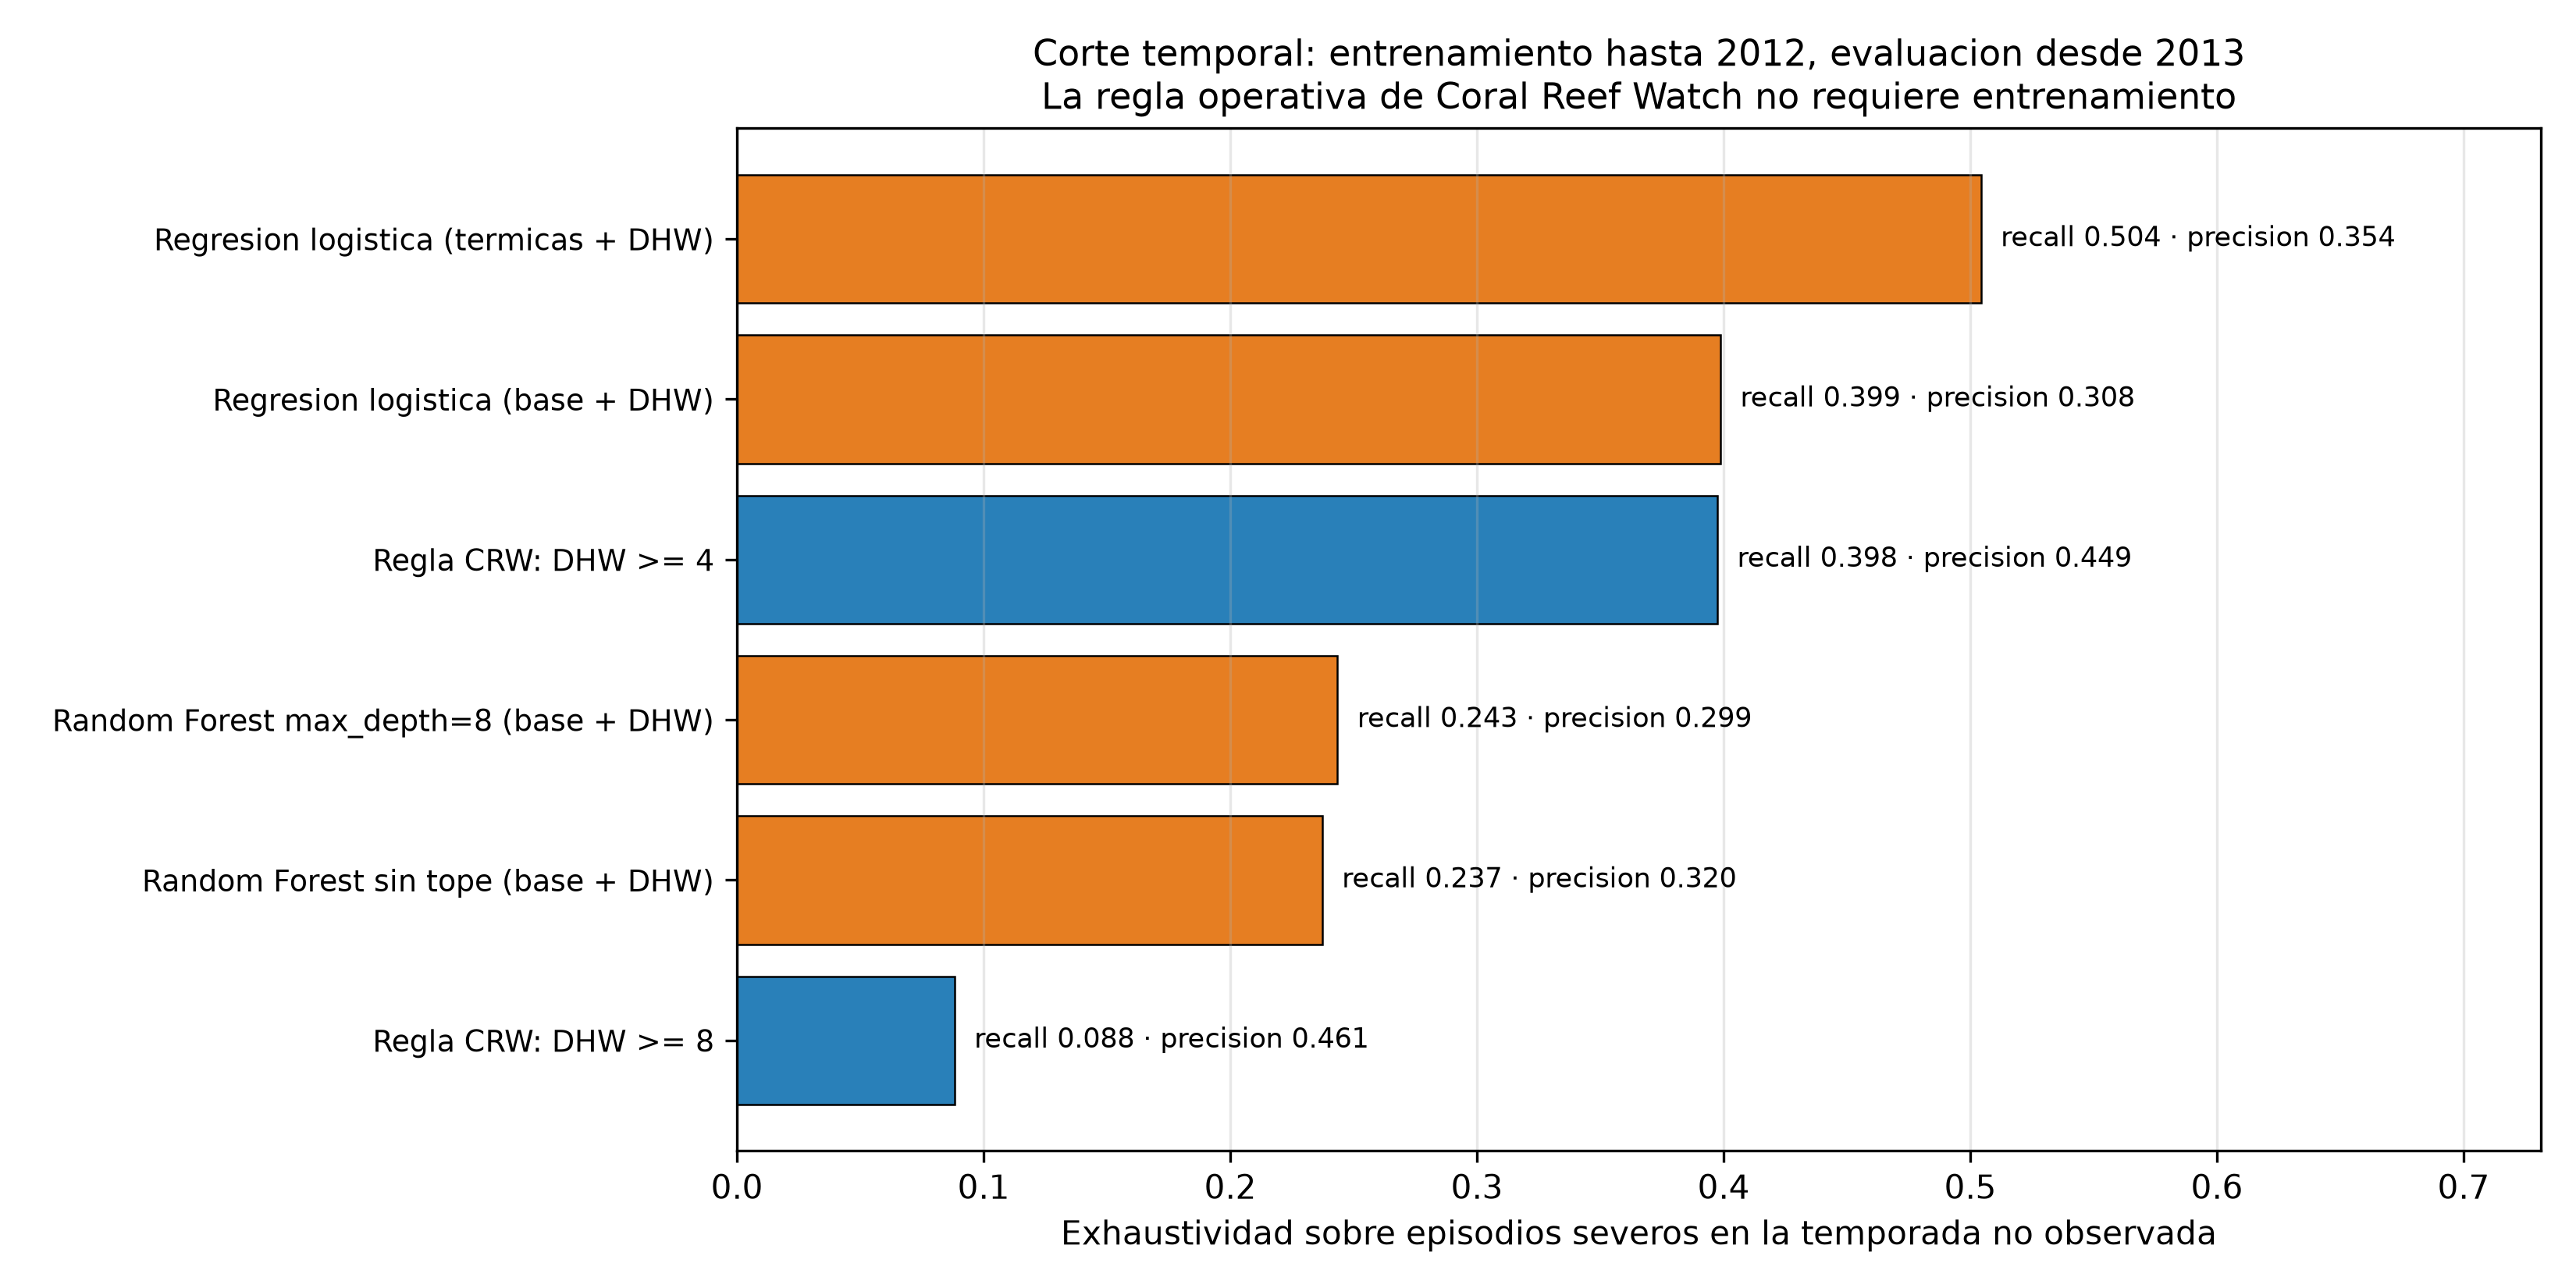 Corte temporal: entrenamiento hasta 2012, evaluacion desde 2013
La regla operativa de Coral Reef Watch no requiere entrenamiento
Regresion logistica (termicas + DHW)
recall 0.504 · precision 0.354
Regresion logistica (base + DHW)
recall 0.399 · precision 0.308
Regla CRW: DHW >= 4
recall 0.398 · precision 0.449
Random Forest max_depth=8 (base + DHW)
recall 0.243 · precision 0.299
Random Forest sin tope (base + DHW)
recall 0.237 · precision 0.320
Regla CRW: DHW >= 8
recall 0.088 · precision 0.461
0.0 0.1 0.2 0.3 0.4 0.5 0.6 0.7
Exhaustividad sobre episodios severos en la temporada no observada